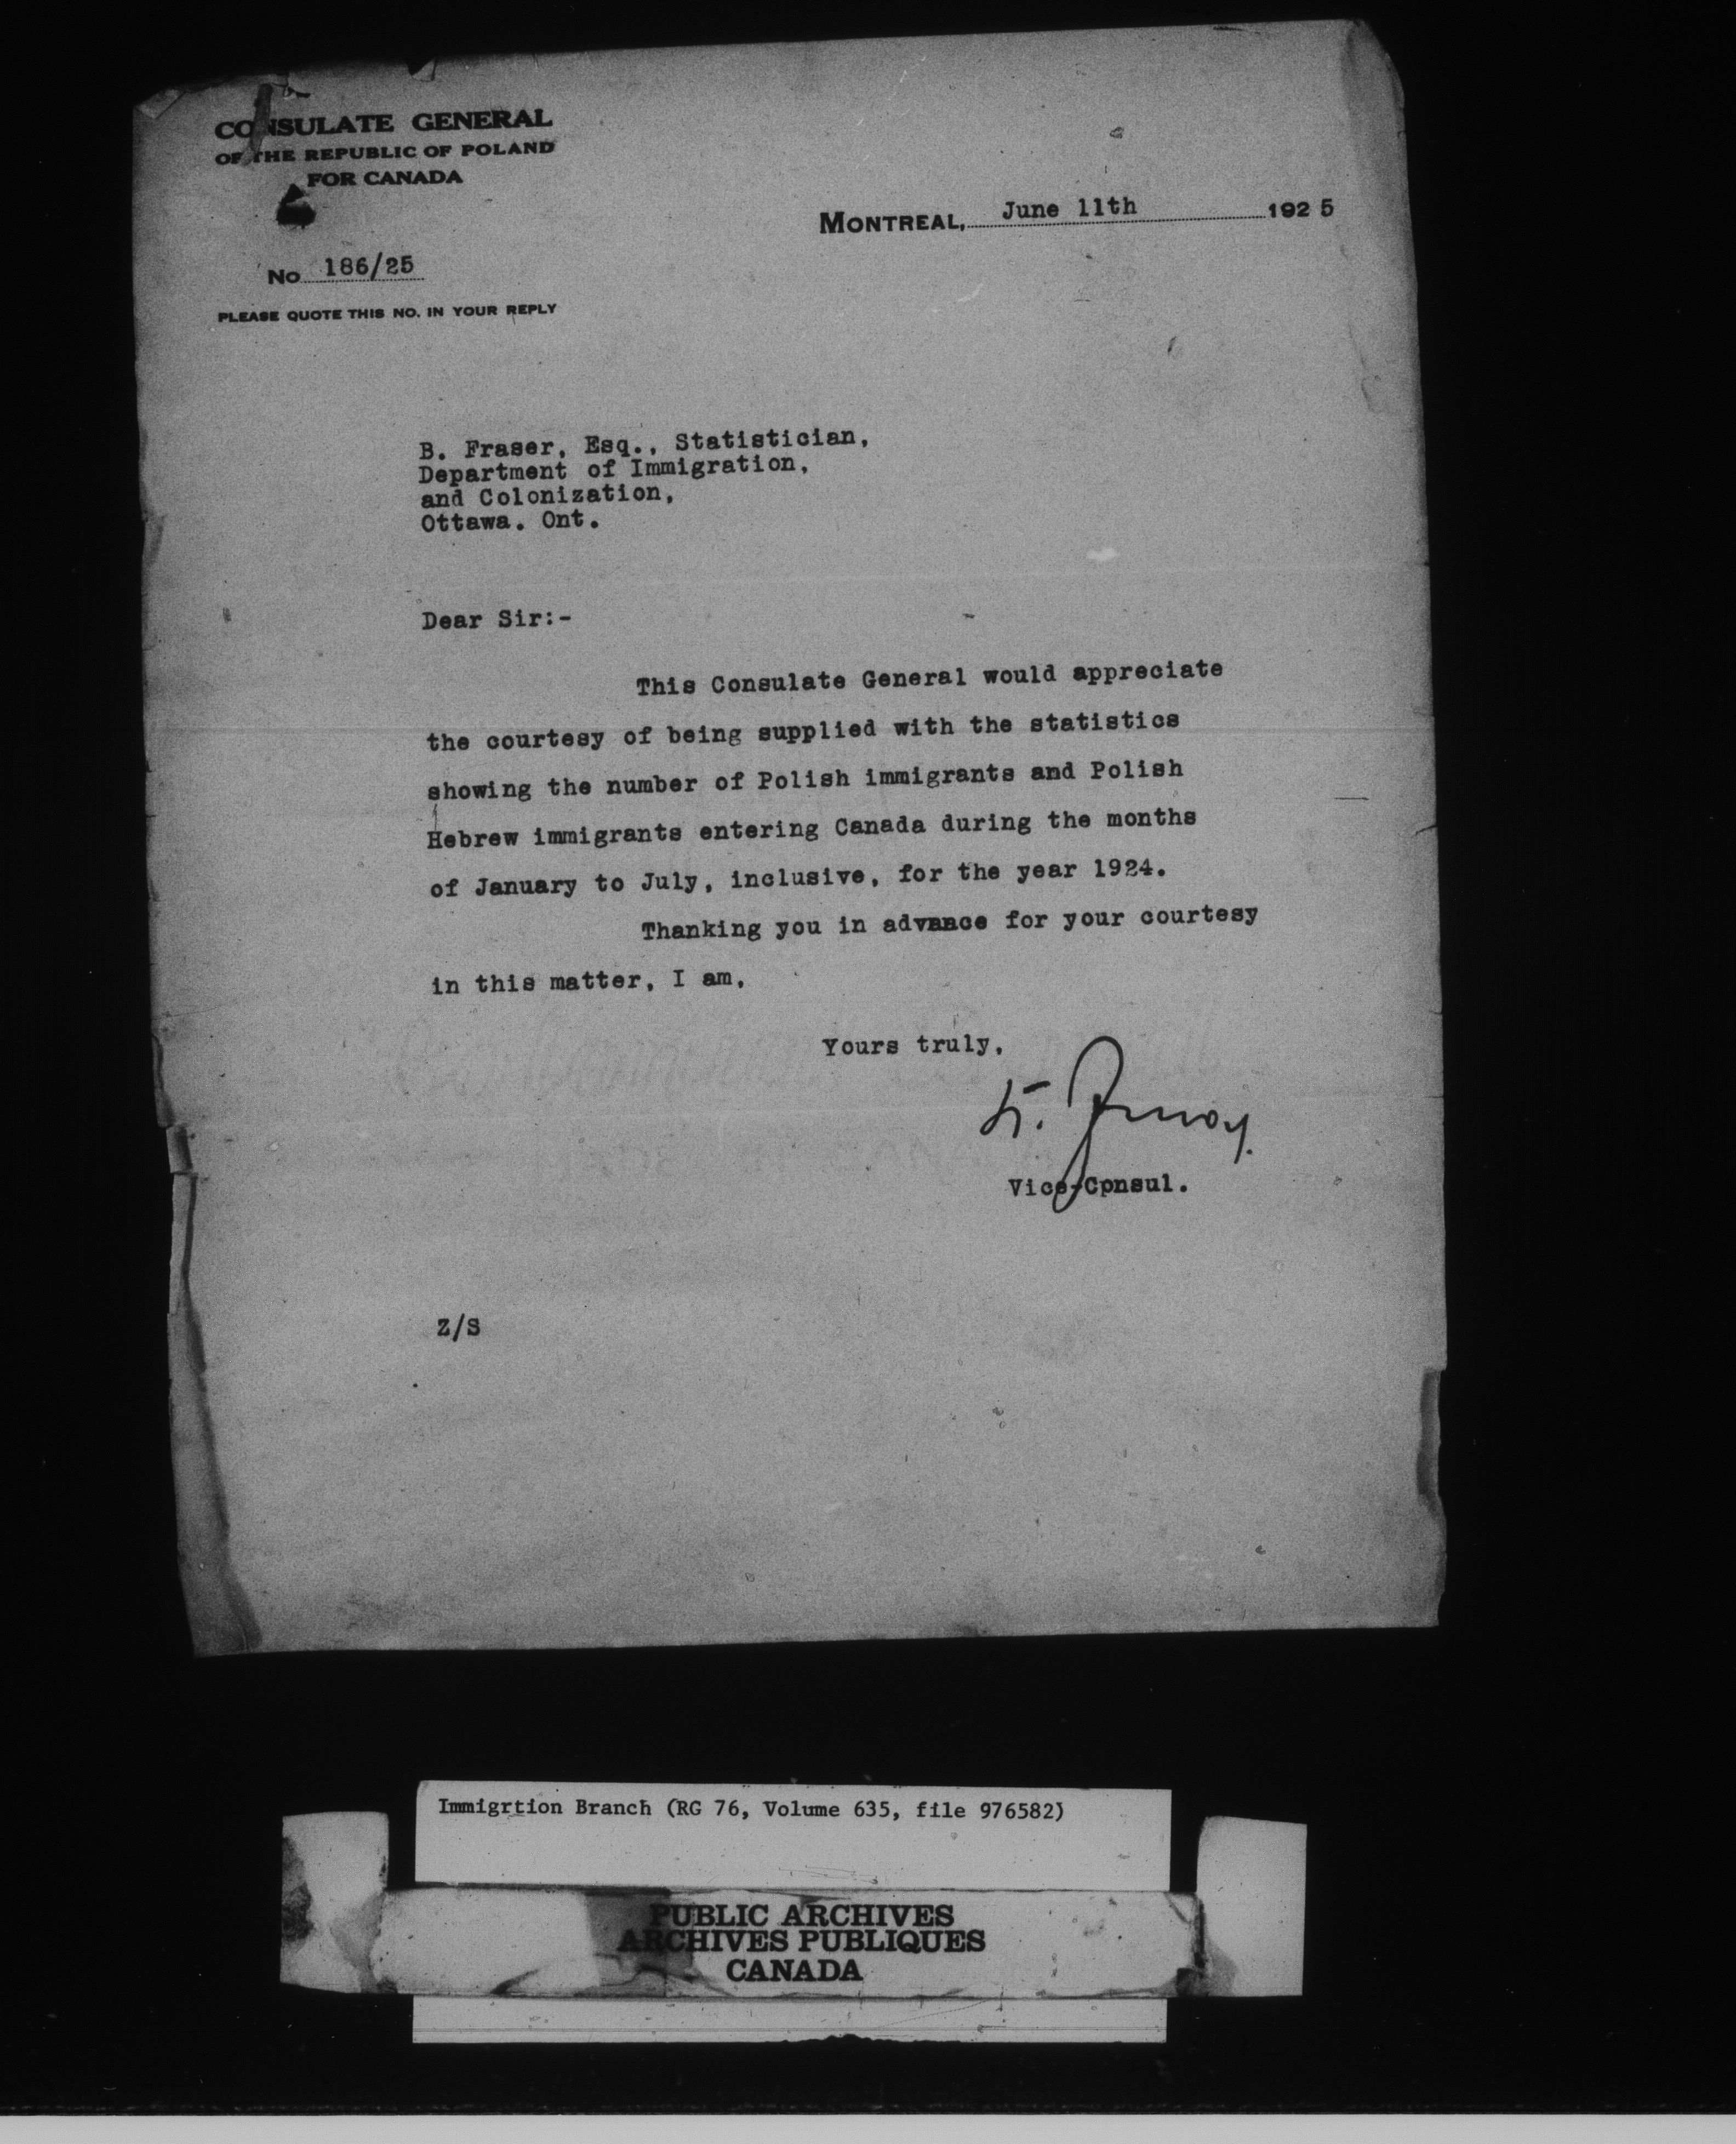 CONSULATE GENERAL
OF THE REPUBLIC OF POLAND
FOR CANADA
MONTREAL, June 11th 1925
No 186/25
PLEASE QUOTE THIS NO. IN YOUR REPLY
B. Fraser, Esq., Statistician,
Department of Immigration,
and Colonization,
Ottawa. Ont.
Dear Sir:-
This Consulate General would appreciate
the courtesy of being supplied with the statistics
showing the number of Polish immigrants and Polish
Hebrew immigrants entering Canada during the months
of January to July, inclusive, for the year 1924.
Thanking you in advance for your courtesy
in this matter, I am,
Yours truly,
Vice-Cpnsul.
Z/S
Immigrtion Branch (RG 76, Volume 635, file 976582)
PUBLIC ARCHIVES
ARCHIVES PUBLIQUES
CANADA